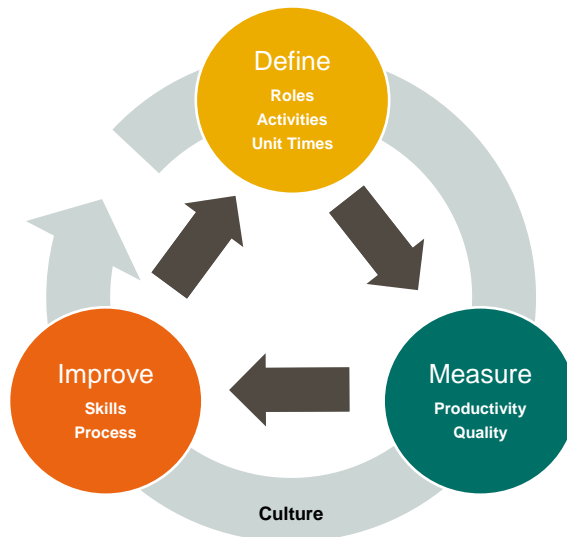 Define
Roles
Activities
Unit Times
Improve
Skills
Process
Measure
Productivity
Quality
Culture